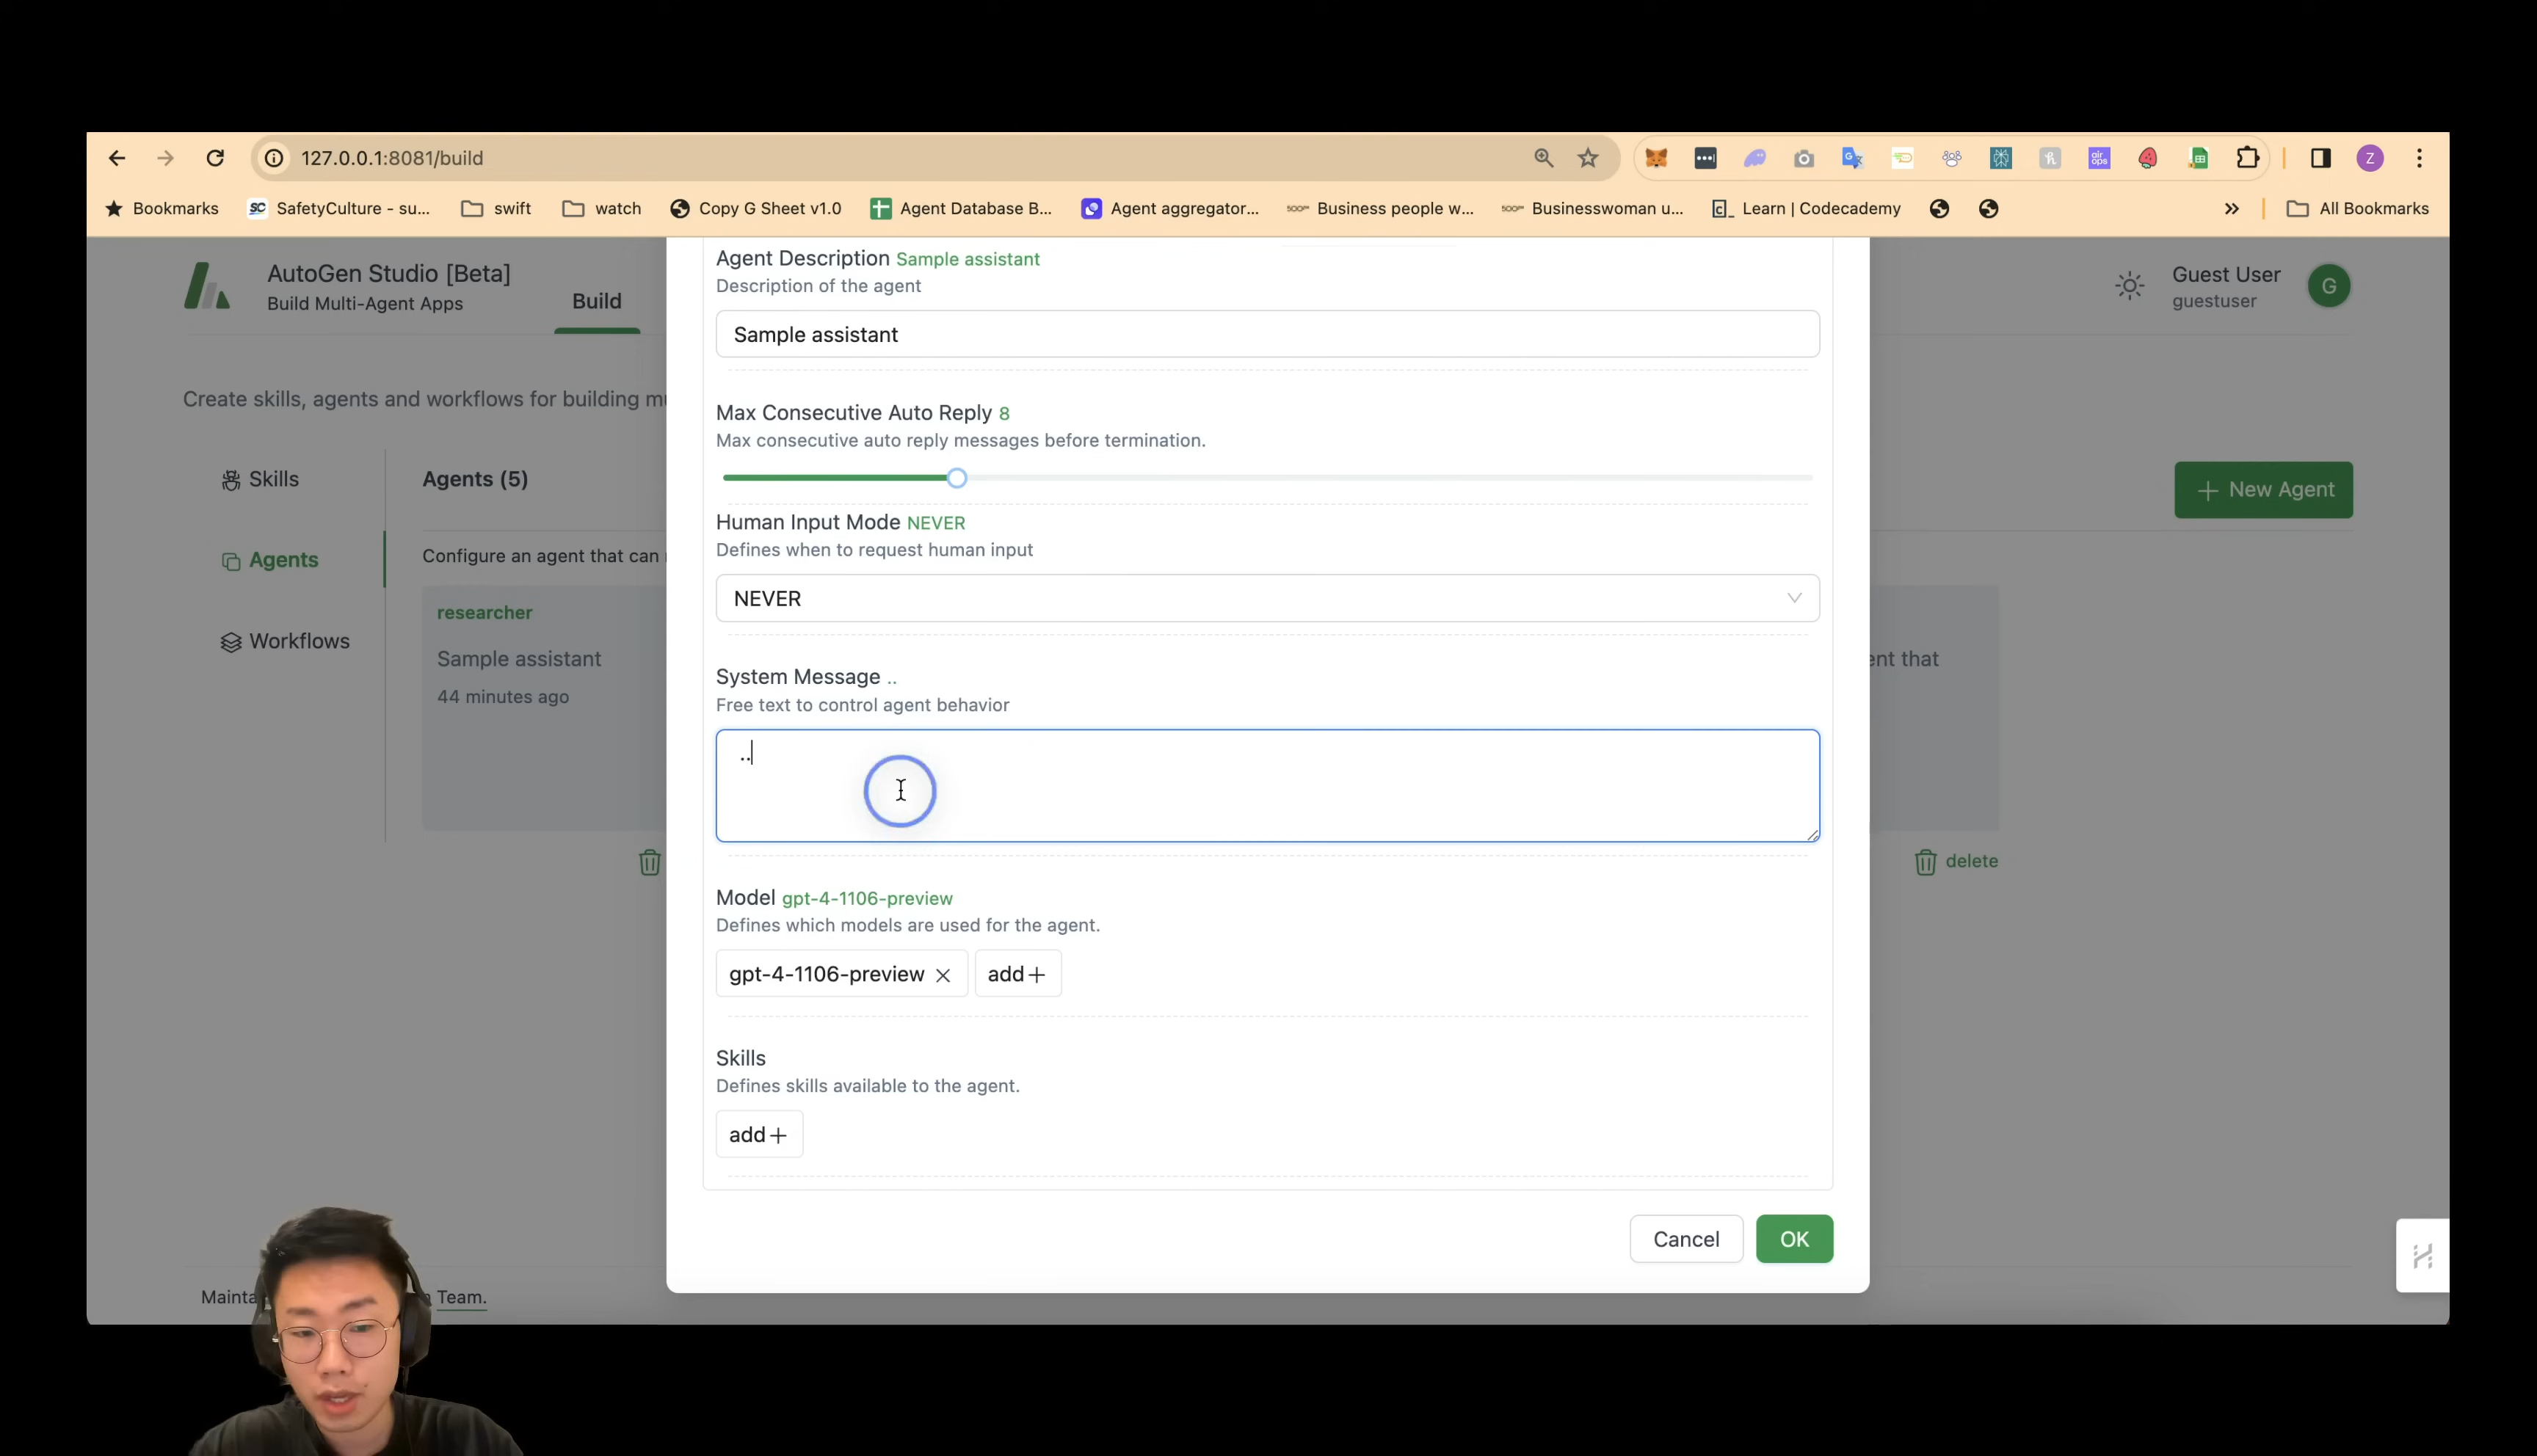 127.0.0.1:8081/build
Bookmarks SafetyCulture - su... swift watch Copy G Sheet v1.0 Agent Database B... Agent aggregator... Business people w... Businesswoman u... Learn | Codecademy All Bookmarks
AutoGen Studio [Beta]
Build Multi-Agent Apps
Build
Guest User
guestuser
G
Z
Create skills, agents and workflows for building mu
Skills
Agents
Workflows
Agents (5)
New Agent
Configure an agent that can
researcher
Sample assistant
44 minutes ago
ent that
delete
Agent Description Sample assistant
Description of the agent
Sample assistant
Max Consecutive Auto Reply 8
Max consecutive auto reply messages before termination.
Human Input Mode NEVER
Defines when to request human input
NEVER
System Message ..
Free text to control agent behavior
..
Model gpt-4-1106-preview
Defines which models are used for the agent.
gpt-4-1106-preview
add+
Skills
Defines skills available to the agent.
add+
Cancel OK
Mainta
Team.